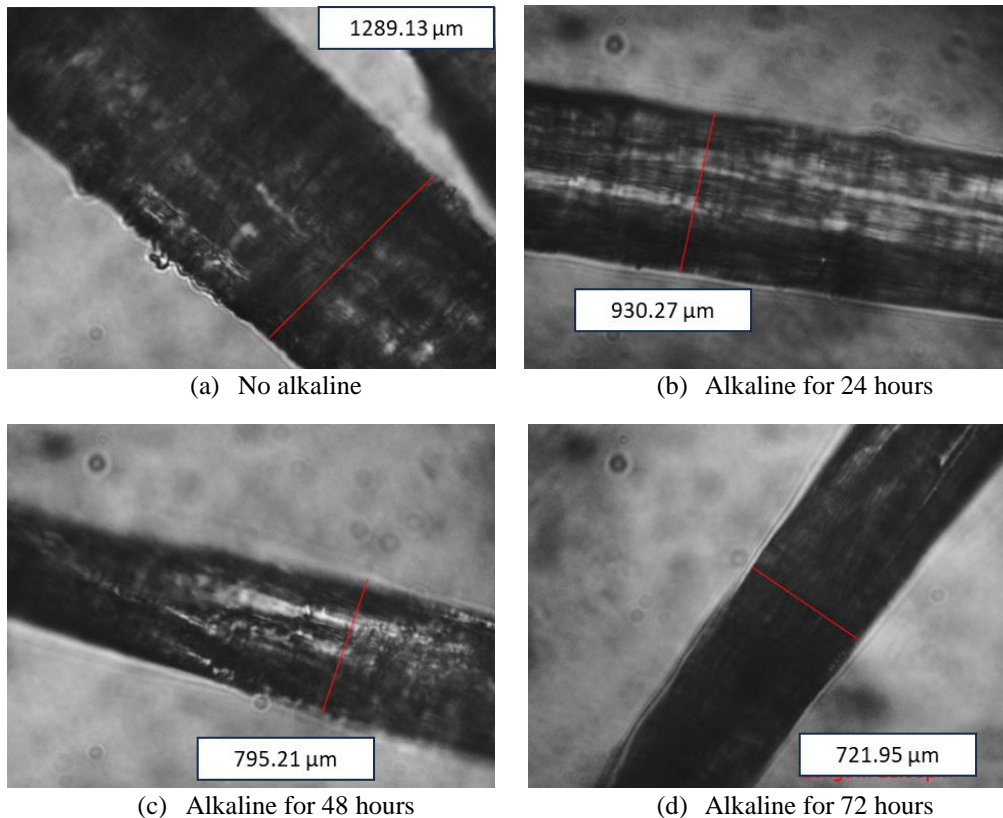 1289.13 µm
930.27 µm
(a) No alkaline
(b) Alkaline for 24 hours
795.21 µm
721.95 µm
(c) Alkaline for 48 hours
(d) Alkaline for 72 hours